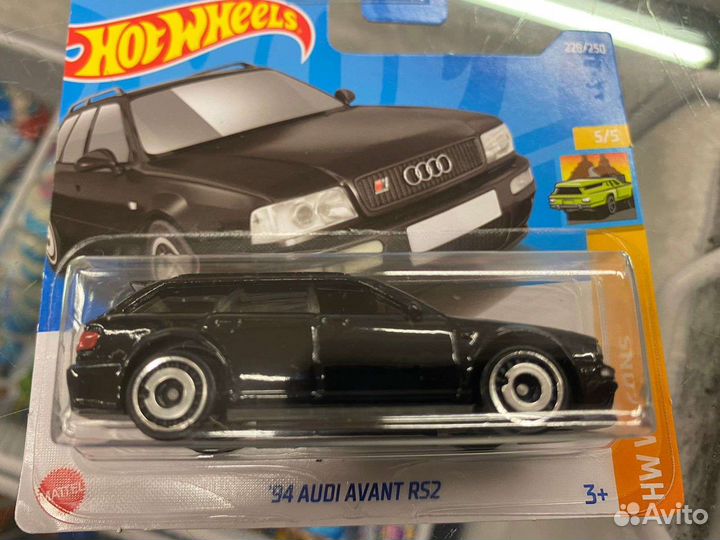 Hot Wheels
228/250
5/5
MATTEL
'94 AUDI AVANT RS2
3+
HW
Avito